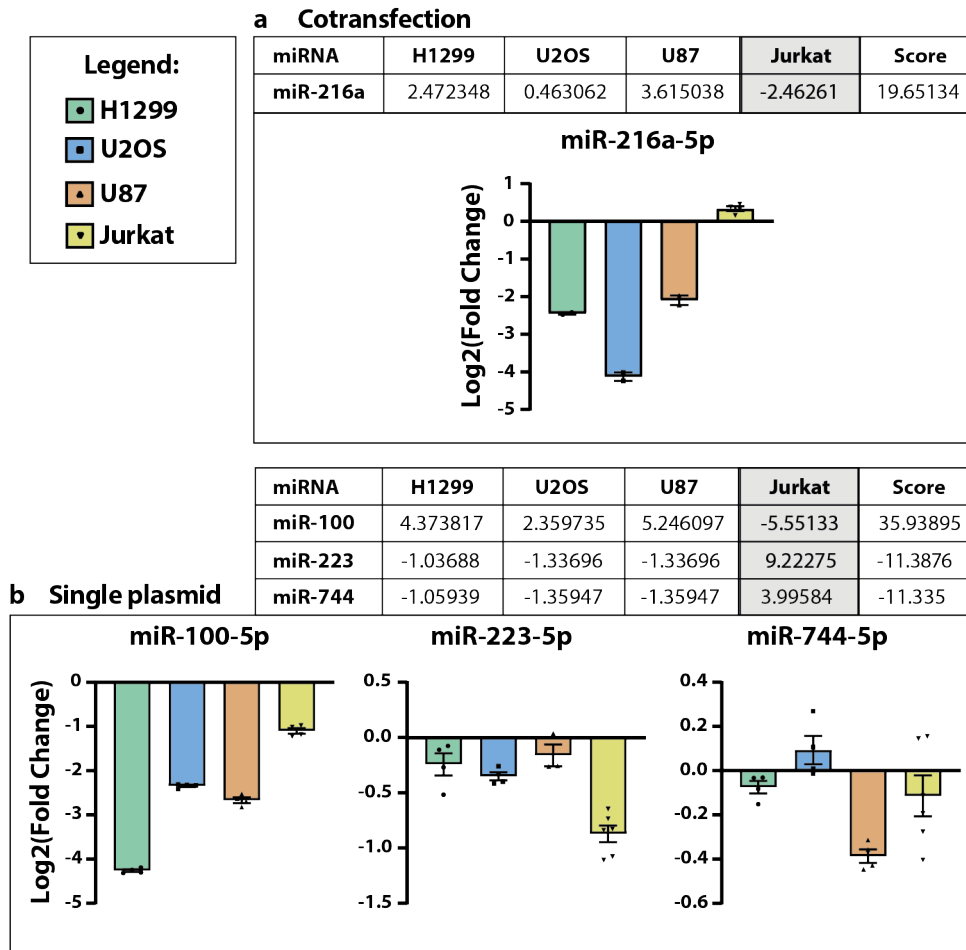 a Cotransfection
Legend:
H1299
U2OS
U87
Jurkat
miRNA H1299 U2OS U87 Jurkat Score
miR-216a 2.472348 0.463062 3.615038 -2.46261 19.65134
miR-216a-5p
Log2(Fold Change)
1
0
-1
-2
-3
-4
-5
miRNA H1299 U2OS U87 Jurkat Score
miR-100 4.373817 2.359735 5.246097 -5.55133 35.93895
miR-223 -1.03688 -1.33696 -1.33696 9.22275 -11.3876
miR-744 -1.05939 -1.35947 -1.35947 3.99584 -11.335
b Single plasmid
miR-100-5p
Log2(Fold Change)
0
-1
-2
-3
-4
-5
miR-223-5p
0.5
0.0
-0.5
-1.0
-1.5
miR-744-5p
0.4
0.2
0.0
-0.2
-0.4
-0.6